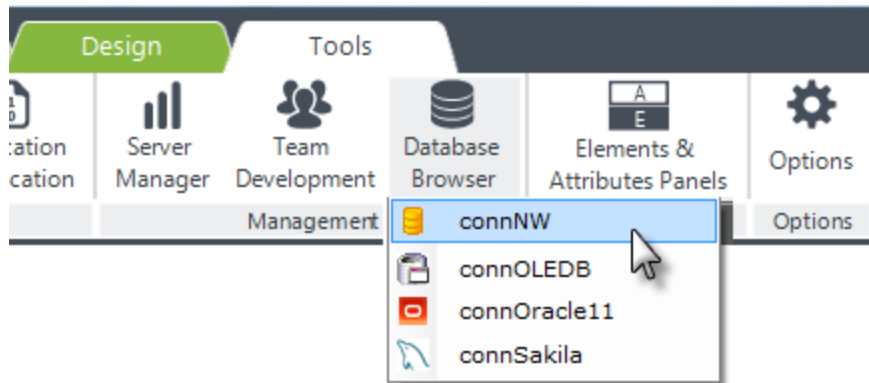 Design Tools
ation Server Team Database Elements & Options
cation Manager Development Browser Attributes Panels
A
E
Management Options
connNW
connOLEDB
connOracle11
connSakila